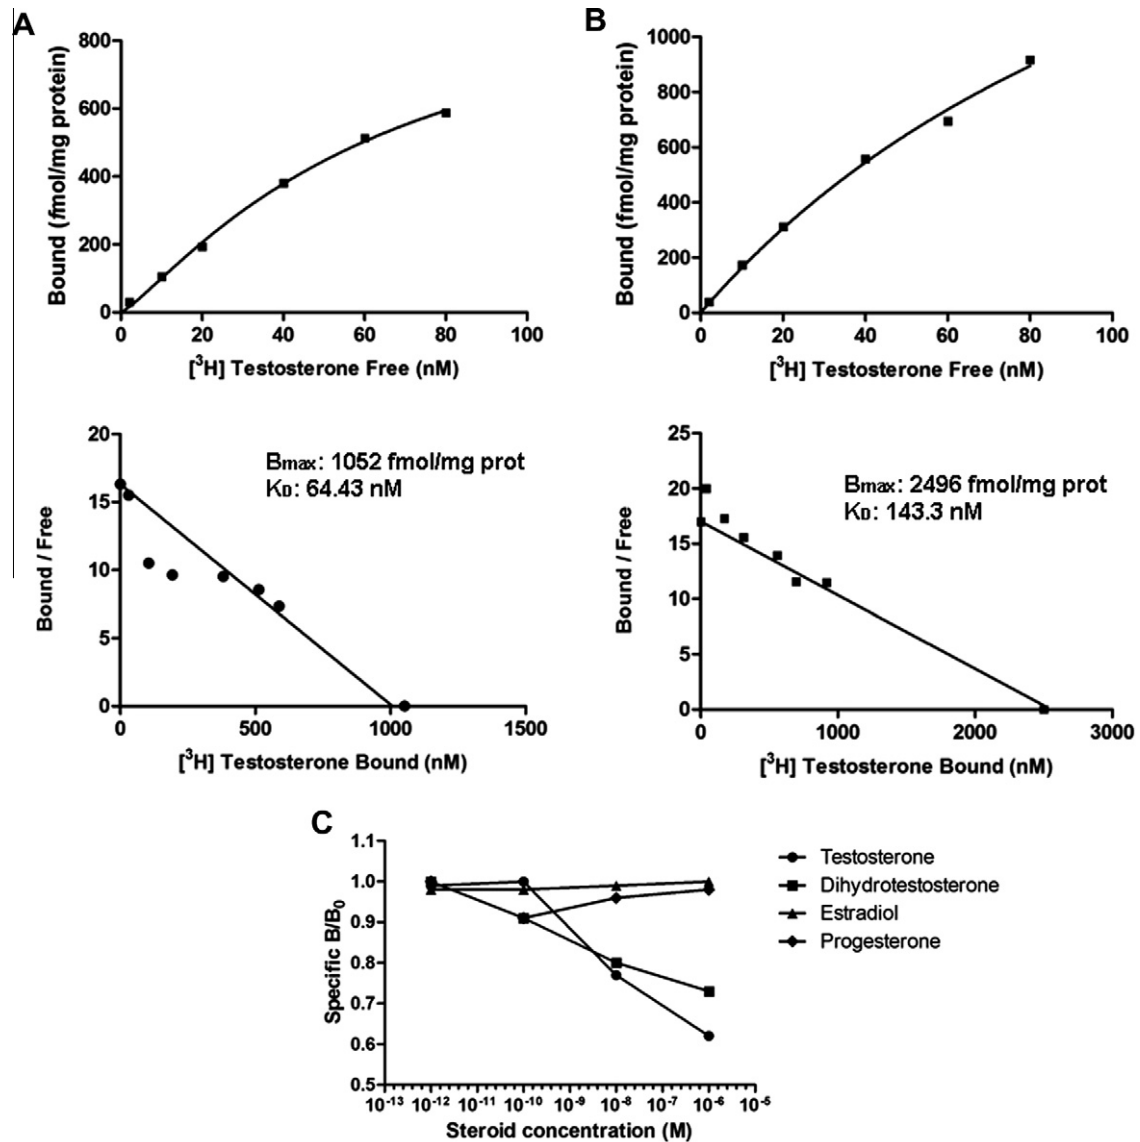 A
B
800
600
400
200
0
Bound (fmol/mg protein)
0 20 40 60 80 100
[³H] Testosterone Free (nM)
1000
800
600
400
200
0
Bound (fmol/mg protein)
0 20 40 60 80 100
[³H] Testosterone Free (nM)
20
15
10
5
0
Bound / Free
Bmax: 1052 fmol/mg prot
KD: 64.43 nM
0 500 1000 1500
[³H] Testosterone Bound (nM)
25
20
15
10
5
0
Bound / Free
Bmax: 2496 fmol/mg prot
KD: 143.3 nM
0 1000 2000 3000
[³H] Testosterone Bound (nM)
C
1.1
1.0
0.9
0.8
0.7
0.6
0.5
Specific B/B₀
10⁻¹³ 10⁻¹² 10⁻¹¹ 10⁻¹⁰ 10⁻⁹ 10⁻⁸ 10⁻⁷ 10⁻⁶ 10⁻⁵
Steroid concentration (M)
Testosterone
Dihydrotestosterone
Estradiol
Progesterone